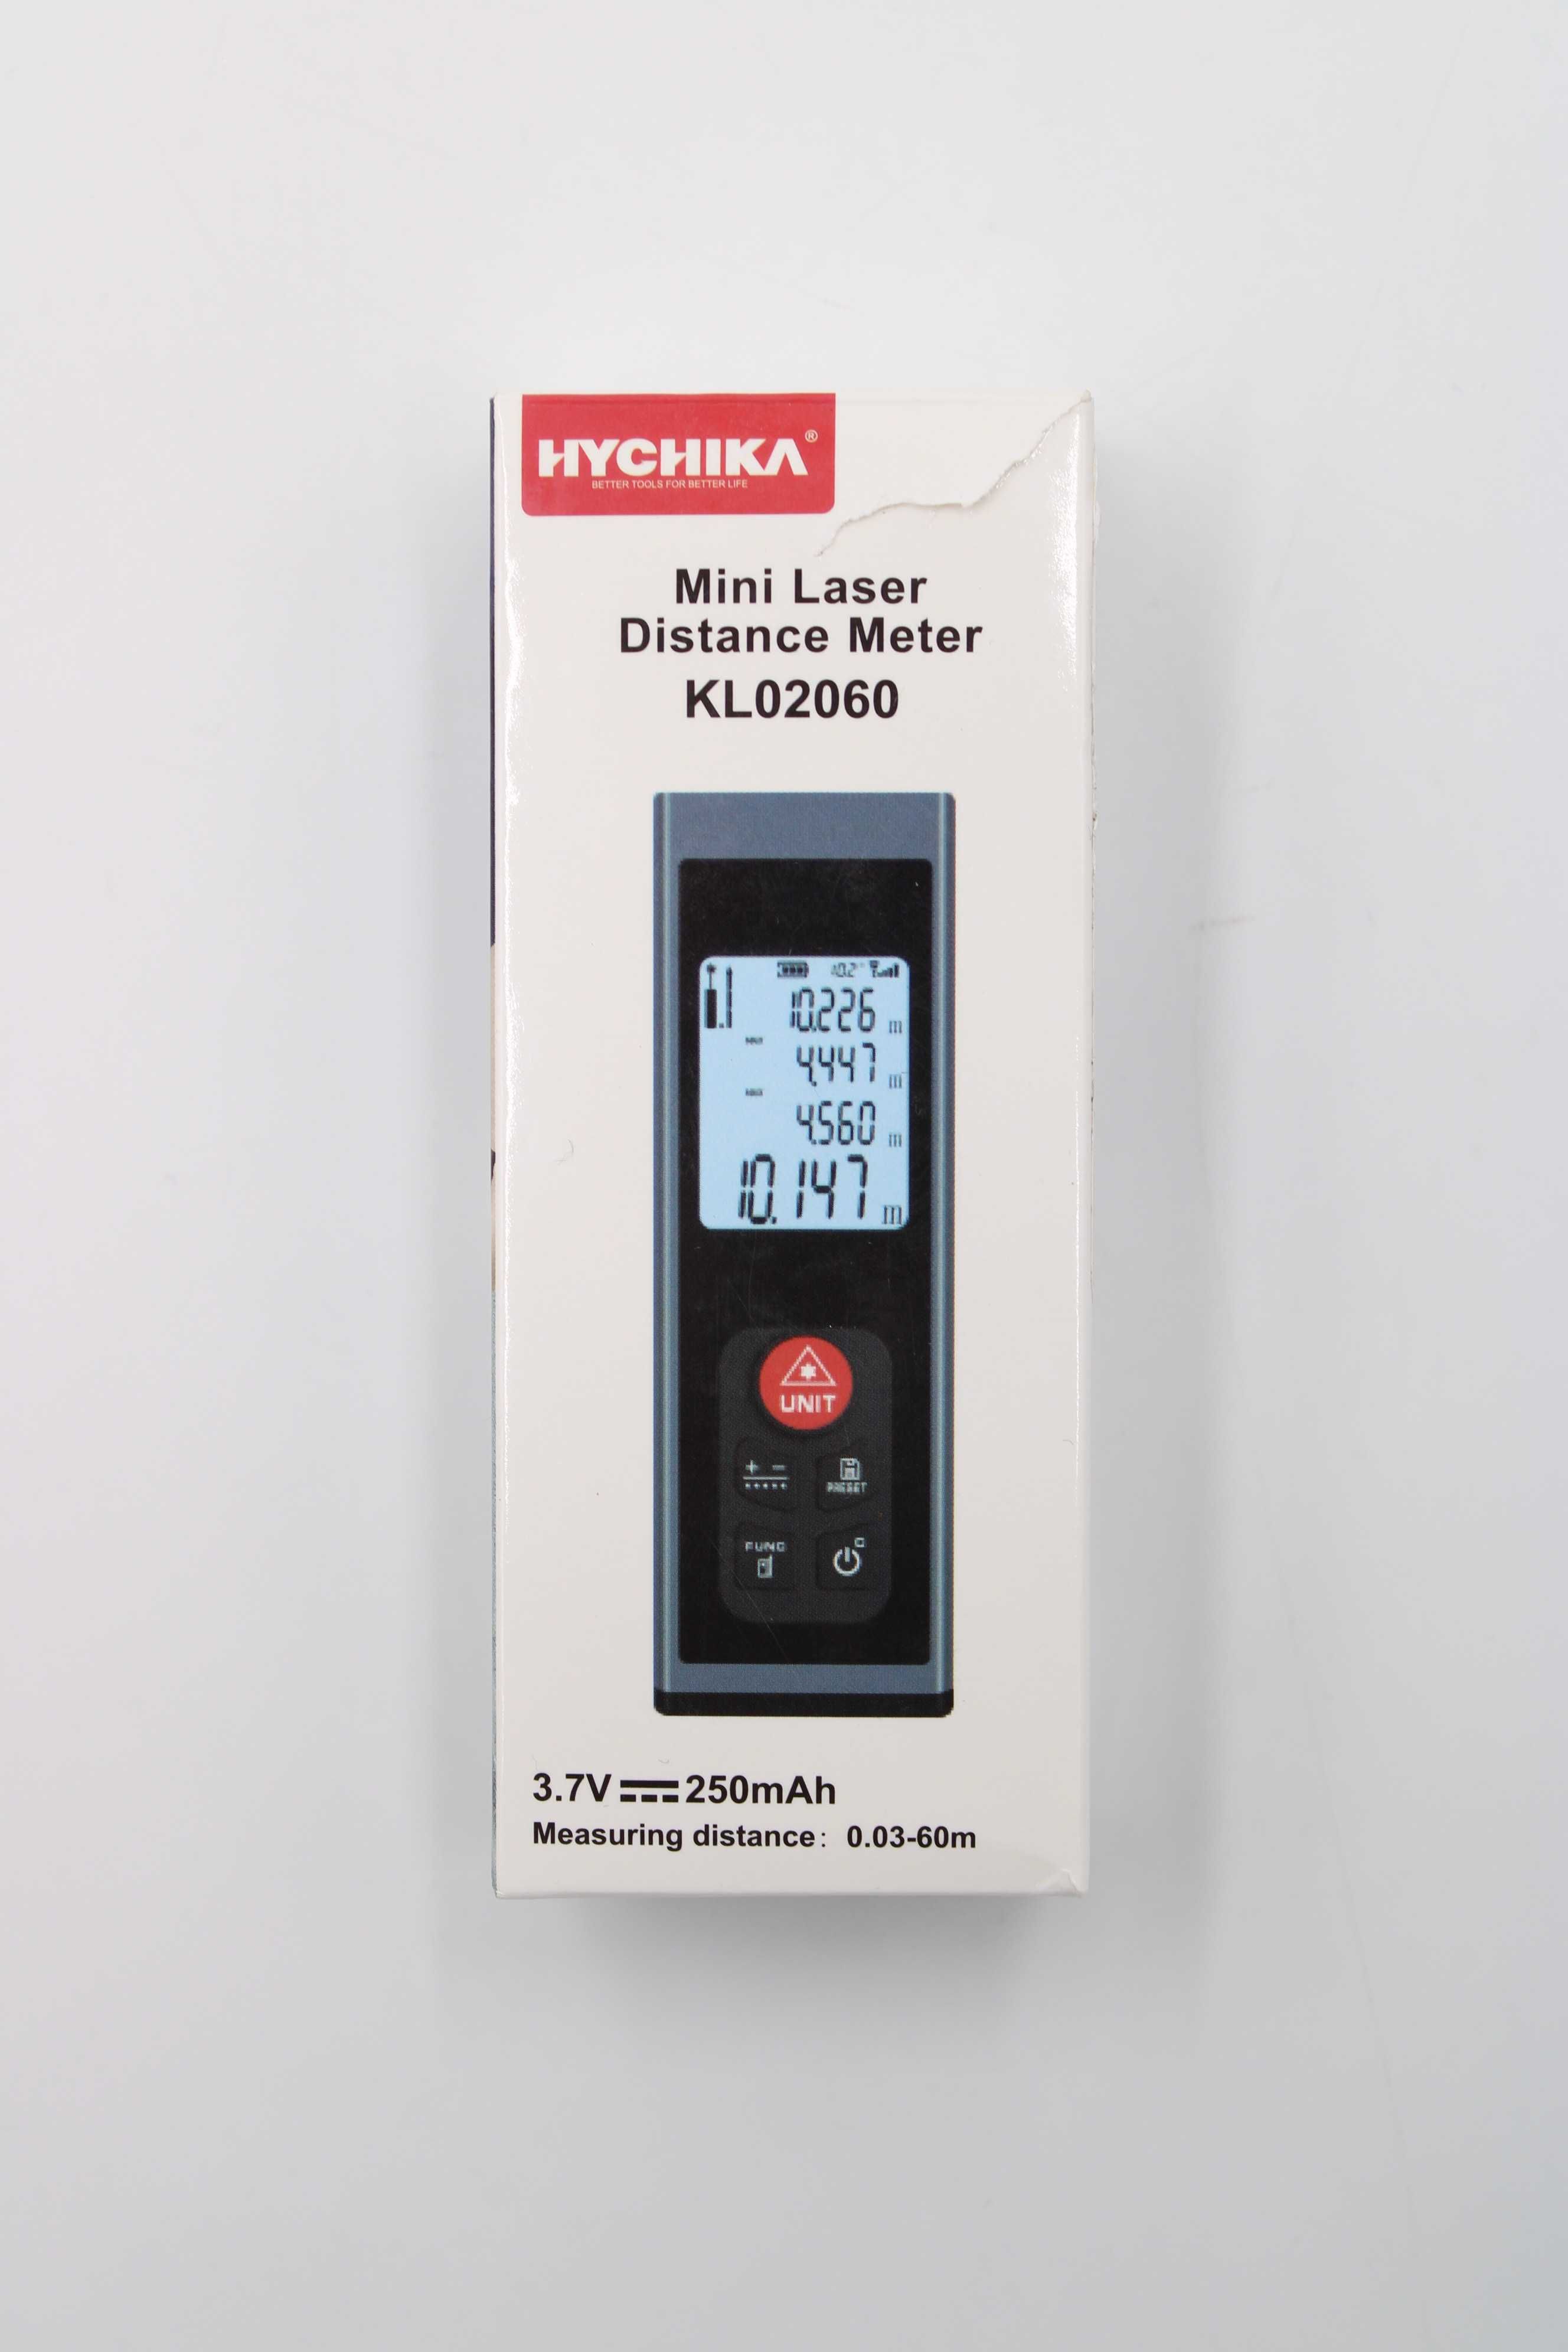 HYCHIKA®
BETTER TOOLS FOR BETTER LIFE
Mini Laser
Distance Meter
KL02060
10.226 m
4.447 m
4.560 m
10.147 m
UNIT
+ -
PRESET
FUNC
C
3.7V 250mAh
Measuring distance: 0.03-60m